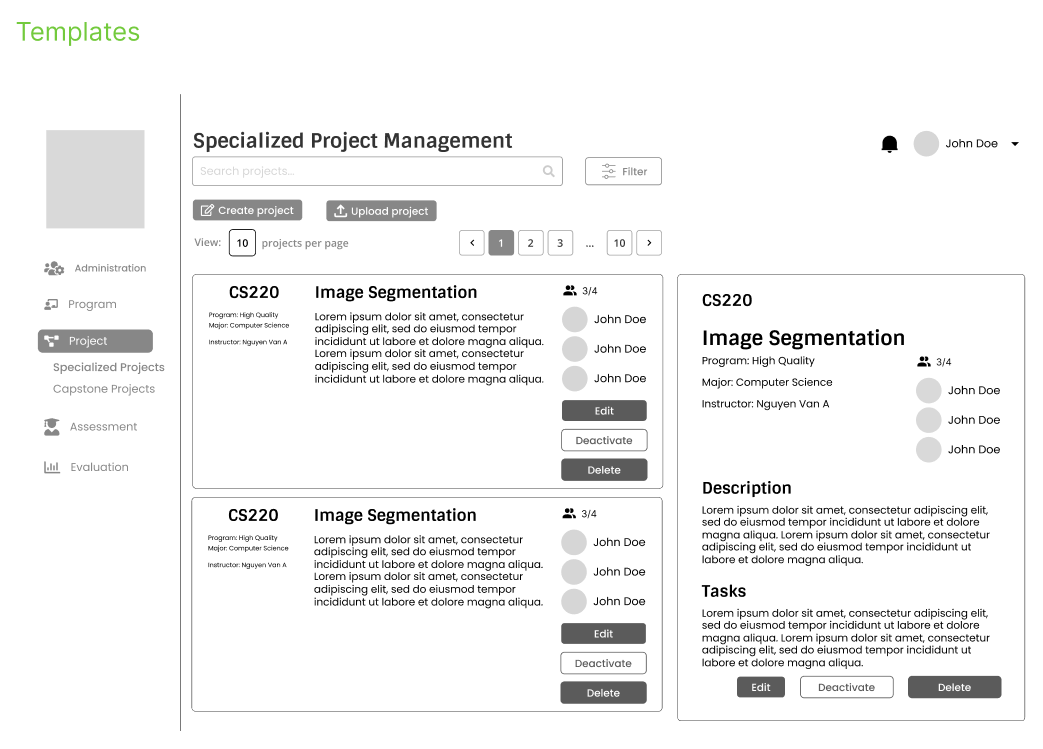 Templates
Specialized Project Management
John Doe
Search projects...
Filter
Create project
Upload project
View: 10 projects per page
1 2 3 ... 10
Administration
Program
Project
Specialized Projects
Capstone Projects
Assessment
Evaluation
CS220
Program: High Quality
Major: Computer Science
Instructor: Nguyen Van A
Image Segmentation
Lorem ipsum dolor sit amet, consectetur
adipiscing elit, sed do eiusmod tempor
incididunt ut labore et dolore magna aliqua.
Lorem ipsum dolor sit amet, consectetur
adipiscing elit, sed do eiusmod tempor
incididunt ut labore et dolore magna aliqua.
3/4
John Doe
John Doe
John Doe
Edit
Deactivate
Delete
CS220
Program: High Quality
Major: Computer Science
Instructor: Nguyen Van A
Image Segmentation
Lorem ipsum dolor sit amet, consectetur
adipiscing elit, sed do eiusmod tempor
incididunt ut labore et dolore magna aliqua.
Lorem ipsum dolor sit amet, consectetur
adipiscing elit, sed do eiusmod tempor
incididunt ut labore et dolore magna aliqua.
3/4
John Doe
John Doe
John Doe
Edit
Deactivate
Delete
CS220
Image Segmentation
Program: High Quality
Major: Computer Science
Instructor: Nguyen Van A
3/4
John Doe
John Doe
John Doe
Description
Lorem ipsum dolor sit amet, consectetur adipiscing elit,
sed do eiusmod tempor incididunt ut labore et dolore
magna aliqua. Lorem ipsum dolor sit amet, consectetur
adipiscing elit, sed do eiusmod tempor incididunt ut
labore et dolore magna aliqua.
Tasks
Lorem ipsum dolor sit amet, consectetur adipiscing elit,
sed do eiusmod tempor incididunt ut labore et dolore
magna aliqua. Lorem ipsum dolor sit amet, consectetur
adipiscing elit, sed do eiusmod tempor incididunt ut
labore et dolore magna aliqua.
Edit
Deactivate
Delete